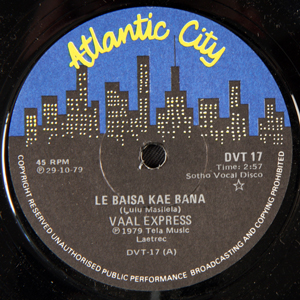 Atlantic City
45 RPM
℗29-10-79
DVT 17
Time: 2:57
Sotho Vocal Disco
LE BAISA KAE BANA
(Lulu Masilela)
VAAL EXPRESS
℗ 1979 Tela Music
Laetrec
DVT-17 (A)
COPYRIGHT UNAUTHORISED PUBLIC PERFORMANCE BROADCASTING AND COPYING PROHIBITED